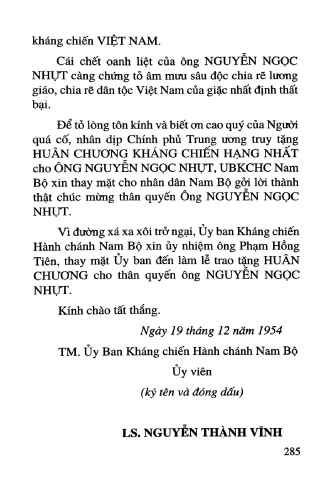 kháng chiến VIỆT NAM.
Cái chết oanh liệt của ông NGUYỄN NGỌC
NHỰT càng chứng tỏ âm mưu sâu độc chia rẽ lương
giáo, chia rẽ dân tộc Việt Nam của giặc nhất định thất
bại.
Để tỏ lòng tôn kính và biết ơn cao quý của Người
quá cố, nhân dịp Chính phủ Trung ương truy tặng
HUÂN CHƯƠNG KHÁNG CHIẾN HẠNG NHẤT
cho ÔNG NGUYỄN NGỌC NHỰT, UBKCHC Nam
Bộ xin thay mặt cho nhân dân Nam Bộ gởi lời thành
thật chúc mừng thân quyến Ông NGUYỄN NGỌC
NHỰT.
Vì đường xá xa xôi trở ngại, Ủy ban Kháng chiến
Hành chánh Nam Bộ xin ủy nhiệm ông Phạm Hồng
Tiên, thay mặt Ủy ban đến làm lễ trao tặng HUÂN
CHƯƠNG cho thân quyến ông NGUYỄN NGỌC
NHỰT.
Kính chào tất thắng.
Ngày 19 tháng 12 năm 1954
TM. Ủy Ban Kháng chiến Hành chánh Nam Bộ
Ủy viên
(ký tên và đóng dấu)
LS. NGUYỄN THÀNH VĨNH
285